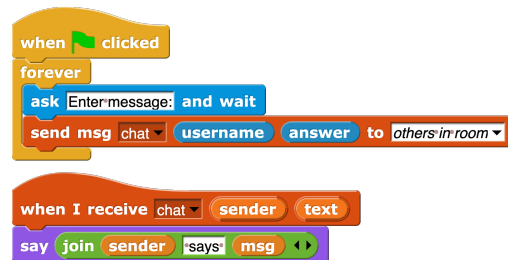 when clicked
forever
ask Enter message: and wait
send msg chat username answer to others in room
when I receive chat sender text
say join sender says msg